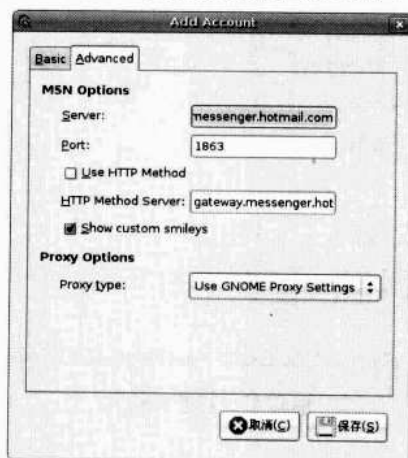 Add Account
Basic Advanced
MSN Options
Server: messenger.hotmail.com
Port: 1863
Use HTTP Method
HTTP Method Server: gateway.messenger.hot
Show custom smileys
Proxy Options
Proxy type: Use GNOME Proxy Settings
取消(C) 保存(S)